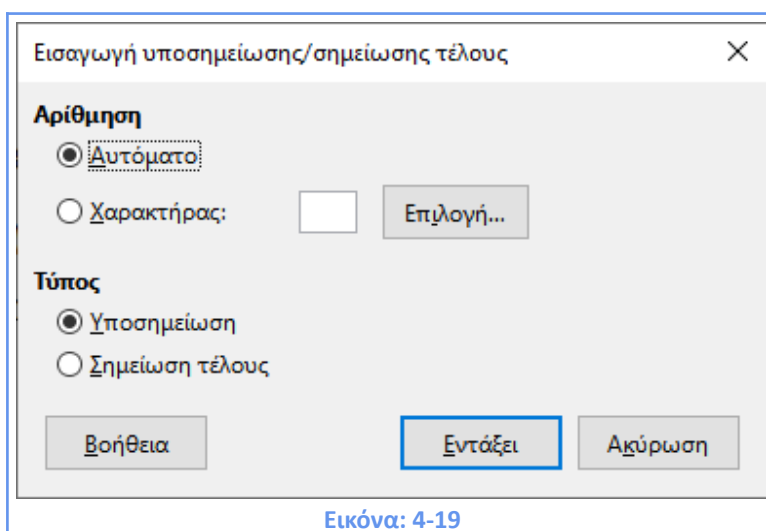 Εισαγωγή υποσημείωσης/σημείωσης τέλους
Αρίθμηση
Αυτόματο
Χαρακτήρας:
Επιλογή...
Τύπος
Υποσημείωση
Σημείωση τέλους
Βοήθεια
Εντάξει
Ακύρωση
Εικόνα: 4-19